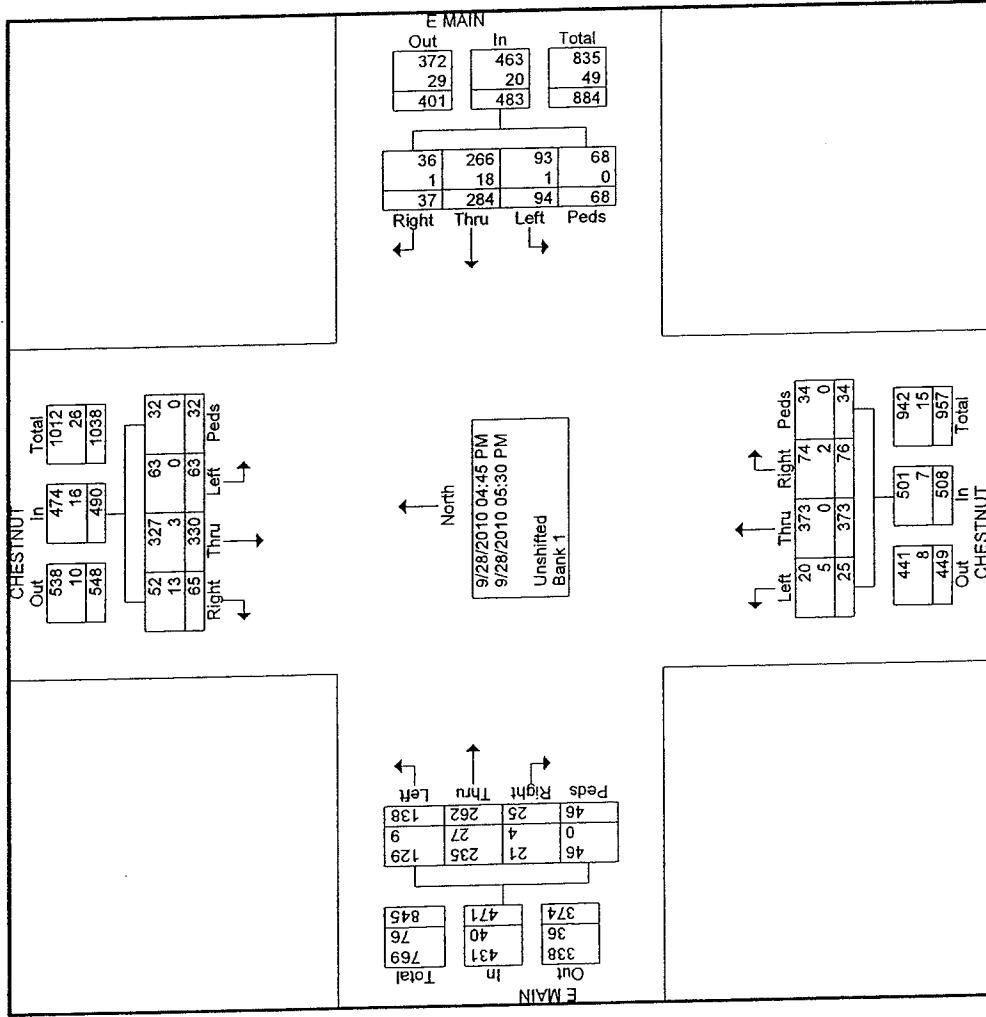 E MAIN
Out In Total
372 463 835
29 20 49
401 483 884
36 266 93 68
1 18 1 0
37 284 94 68
Right Thru Left Peds
CHESTNUT
Out In Total
538 474 1012
10 16 26
548 490 1038
52 327 63 32
13 3 0 0
65 330 63 32
Right Thru Left Peds
North
9/28/2010 04:45 PM
9/28/2010 05:30 PM
Unshifted
Bank 1
Left Thru Right Peds
20 373 74 34
5 0 2 0
25 373 76 34
441 501 942
8 7 15
449 508 957
Out In Total
CHESTNUT
Peds Right Thru Left
46 25 262 138
0 4 27 9
46 21 235 129
374 471 845
36 40 76
338 431 769
Out In Total
E MAIN